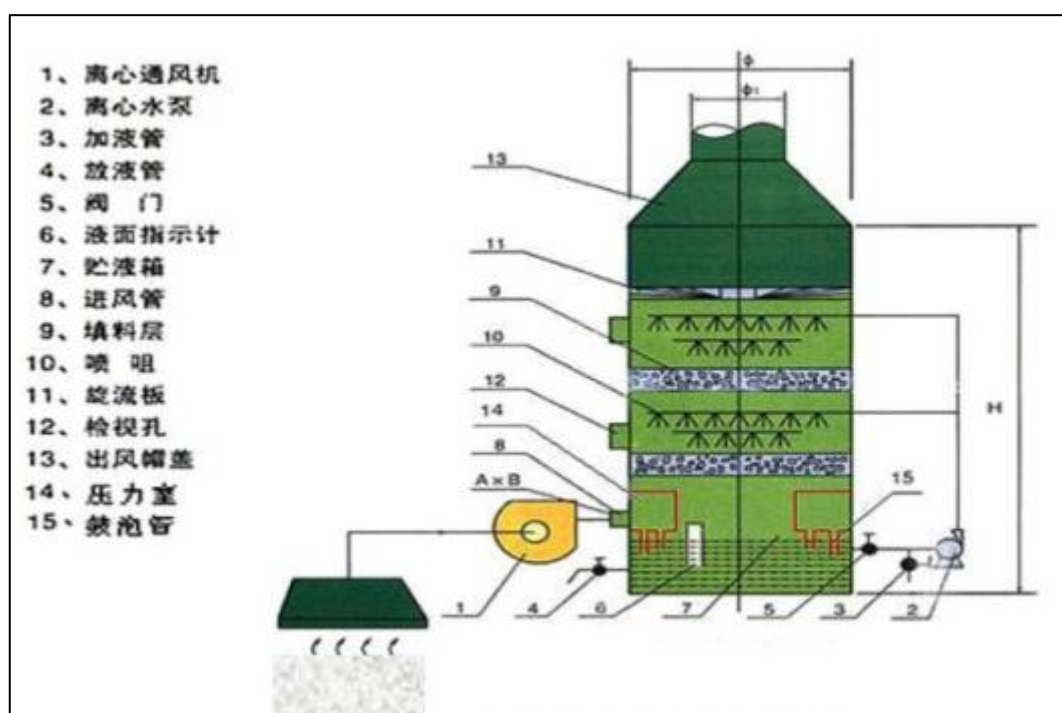 1、离心通风机
2、离心水泵
3、加液管
4、放液管
5、阀 门
6、液面指示计
7、贮液箱
8、进风管
9、填料层
10、喷 咀
11、旋流板
12、检视孔
13、出风帽盖
14、压力室
15、鼓泡管
ϕ
ϕ1
13
11
9
10
12
14
8
A×B
15
H
1
4
6
7
5
3
2